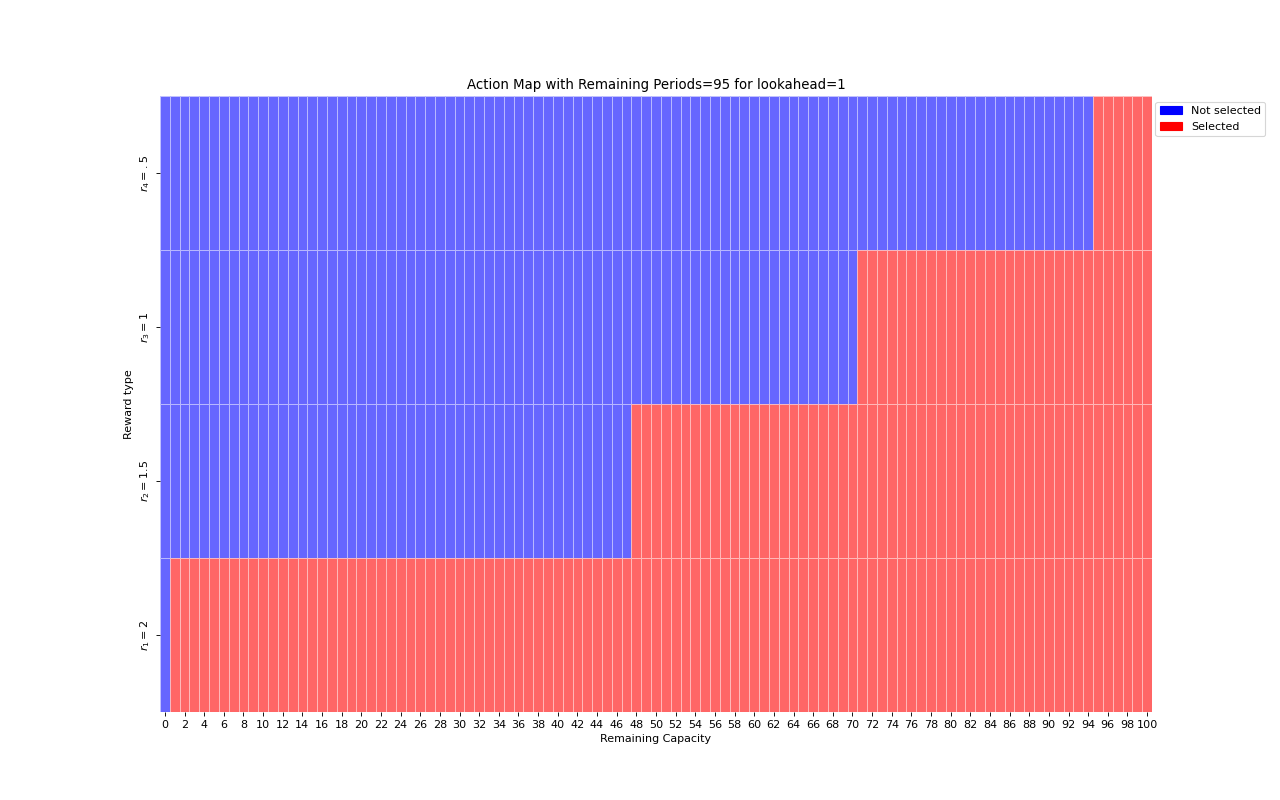 Action Map with Remaining Periods=95 for lookahead=1
Not selected
Selected
r₄ = .5
r₃ = 1
r₂ = 1.5
r₁ = 2
Reward type
0 2 4 6 8 10 12 14 16 18 20 22 24 26 28 30 32 34 36 38 40 42 44 46 48 50 52 54 56 58 60 62 64 66 68 70 72 74 76 78 80 82 84 86 88 90 92 94 96 98 100
Remaining Capacity